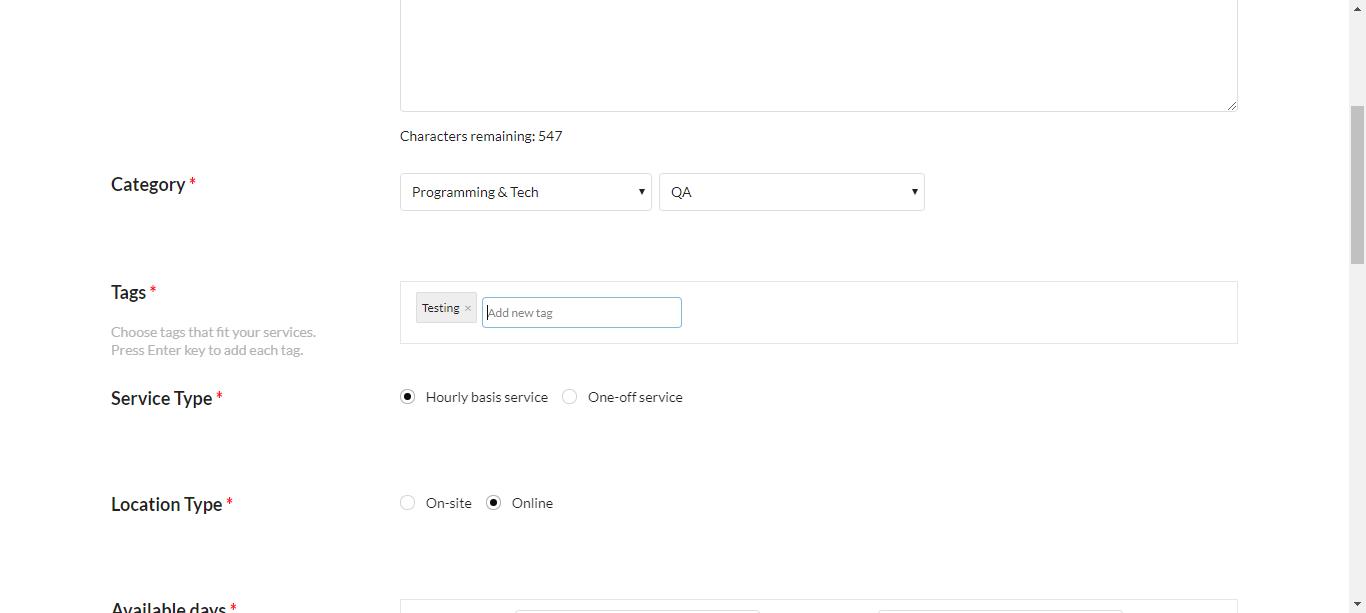 Characters remaining: 547
Category *
Programming & Tech
QA
Tags *
Testing ×
Add new tag
Choose tags that fit your services.
Press Enter key to add each tag.
Service Type *
Hourly basis service
One-off service
Location Type *
On-site
Online
Available days *